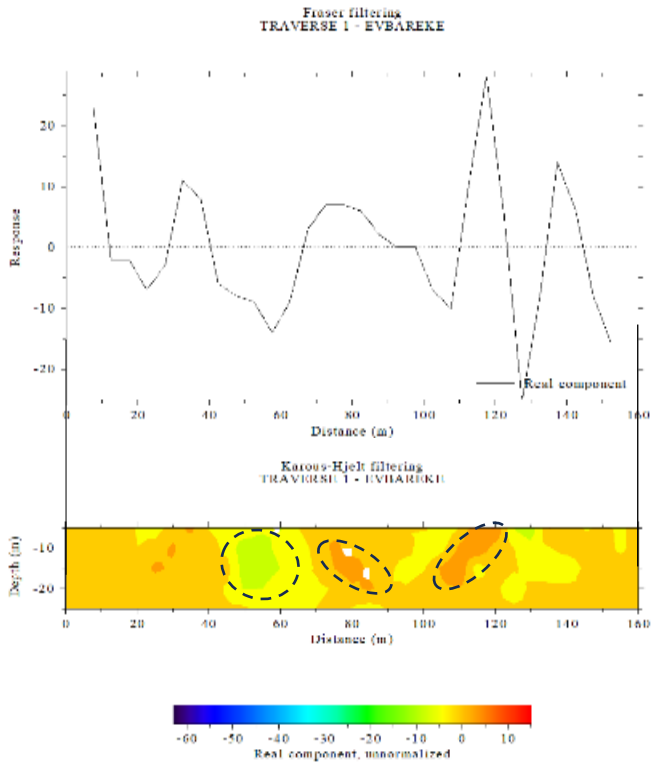 Fraser filtering
TRAVERSE 1 - EVBAREKE
20
10
0
-10
-20
Response
Real component
0 20 40 60 80 100 120 140 160
Distance (m)
Karous-Hjelt filtering
TRAVERSE 1 - EVBAREKE
-10
-20
Depth (m)
0 20 40 60 80 100 120 140 160
Distance (m)
-60 -50 -40 -30 -20 -10 0 10
Real component, unnormalized